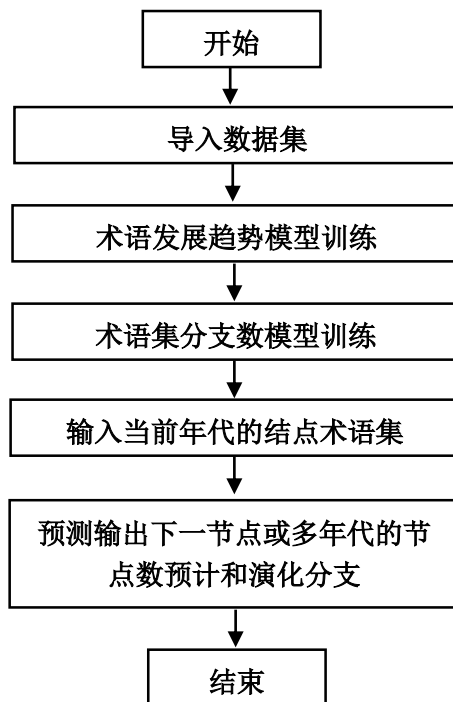 开始
导入数据集
术语发展趋势模型训练
术语集分支数模型训练
输入当前年代的结点术语集
预测输出下一节点或多年代的节
点数预计和演化分支
结束